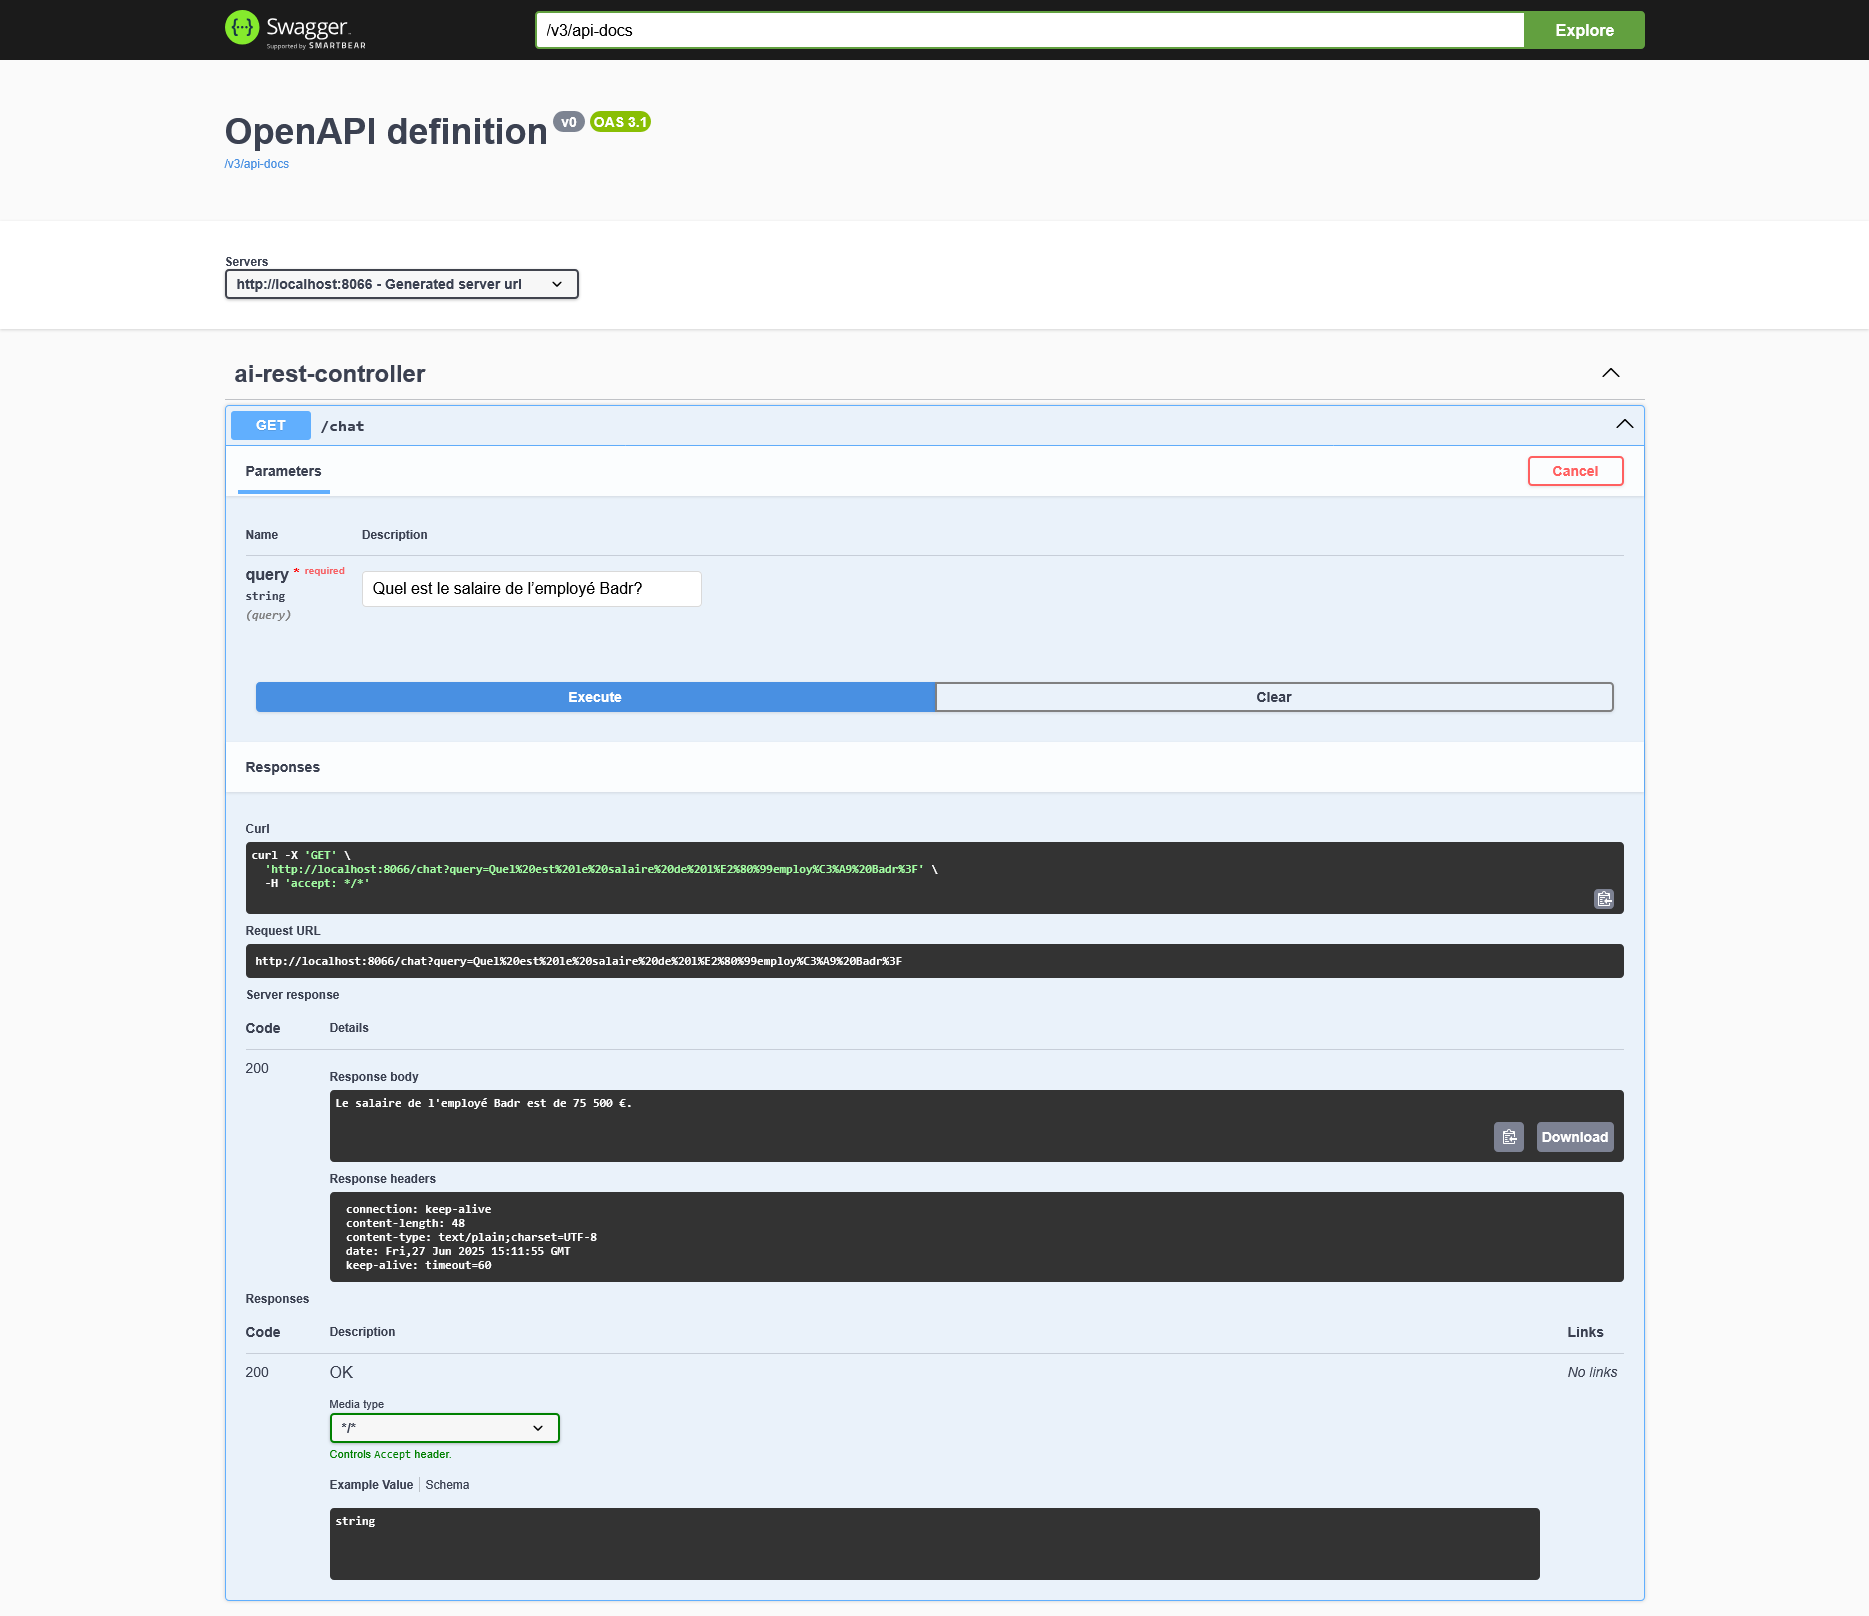 Swagger.
Supported by SMARTBEAR
/v3/api-docs
Explore
OpenAPI definition v0 OAS 3.1
/v3/api-docs
Servers
http://localhost:8066 - Generated server url
ai-rest-controller
GET /chat
Parameters
Cancel
Name Description
query * required
string
(query)
Quel est le salaire de l’employé Badr?
Execute
Clear
Responses
Curl
curl -X 'GET' \
'http://localhost:8066/chat?query=Quel%20est%20le%20salaire%20de%20l%E2%80%99employ%C3%A9%20Badr%3F' \
-H 'accept: */*'
Request URL
http://localhost:8066/chat?query=Quel%20est%20le%20salaire%20de%20l%E2%80%99employ%C3%A9%20Badr%3F
Server response
Code Details
200
Response body
Le salaire de l'employé Badr est de 75 500 €.
Download
Response headers
connection: keep-alive
content-length: 48
content-type: text/plain;charset=UTF-8
date: Fri,27 Jun 2025 15:11:55 GMT
keep-alive: timeout=60
Responses
Code Description Links
200 OK No links
Media type
*/*
Controls Accept header.
Example Value Schema
string